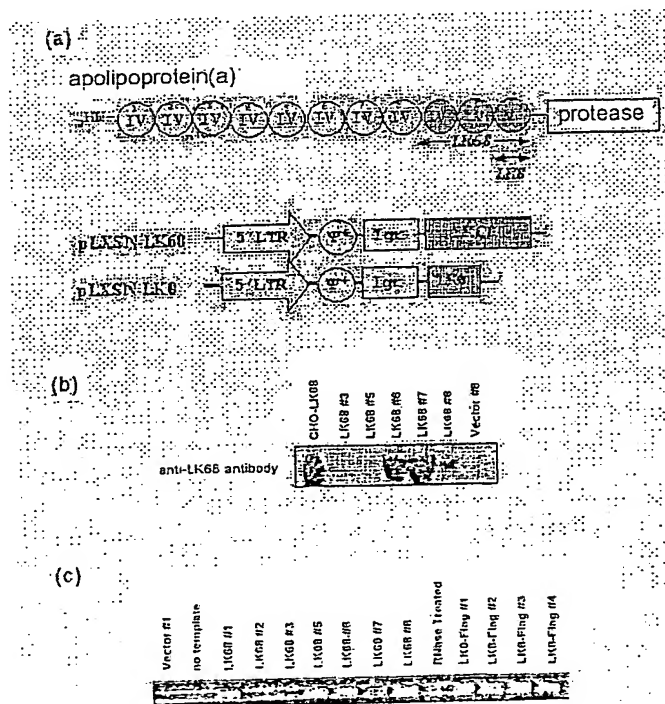 (a)
apolipoprotein(a)
IV IV IV IV IV IV IV IV IV IV V protease
LK68
LK8
pLXSN-LK68 5'LTR Ψ+
pLXSN-LK8 5'LTR Ψ+
(b)
CHO-LK68 LK68 #3 LK68 #5 LK68 #6 LK68 #7 LK68 #8 Vector #8
anti-LK68 antibody
(c)
Vector #1 no template LK68 #1 LK68 #2 LK68 #3 LK68 #5 LK68 #6 LK68 #7 LK68 #8 RNase Treated LK8-Flag #1 LK8-Flag #2 LK8-Flag #3 LK8-Flag #4